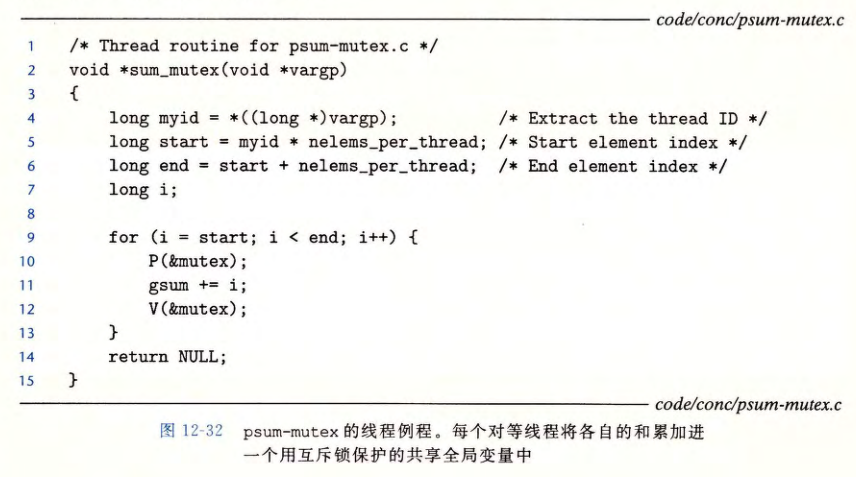 code/conc/psum-mutex.c
1 /* Thread routine for psum-mutex.c */
2 void *sum_mutex(void *vargp)
3 {
4     long myid = *((long *)vargp);          /* Extract the thread ID */
5     long start = myid * nelems_per_thread; /* Start element index */
6     long end = start + nelems_per_thread;  /* End element index */
7     long i;
8
9     for (i = start; i < end; i++) {
10         P(&mutex);
11         gsum += i;
12         V(&mutex);
13     }
14     return NULL;
15 }
code/conc/psum-mutex.c
图 12-32 psum-mutex 的线程例程。每个对等线程将各自的和累加进
一个用互斥锁保护的共享全局变量中